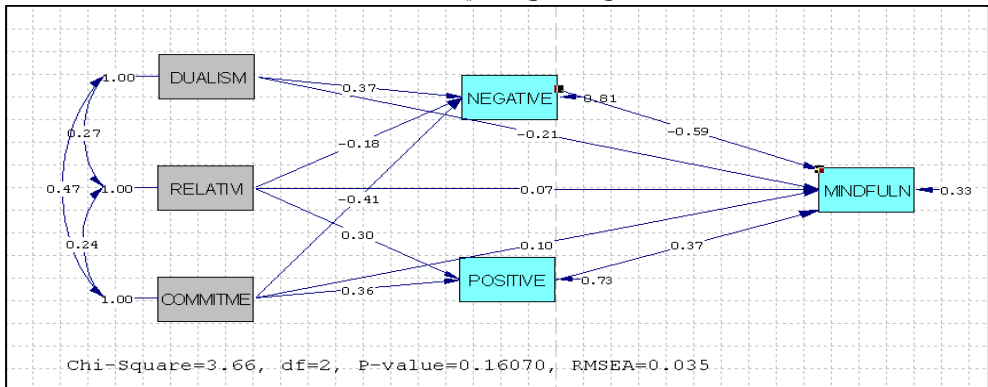 1.00
DUALISM
0.37
NEGATIVE
0.81
-0.59
-0.21
0.27
-0.18
0.47
1.00
RELATIVI
0.07
MINDFULN
0.33
-0.41
0.24
0.30
0.10
0.37
0.36
POSITIVE
0.73
1.00
COMMITME
Chi-Square=3.66, df=2, P-value=0.16070, RMSEA=0.035